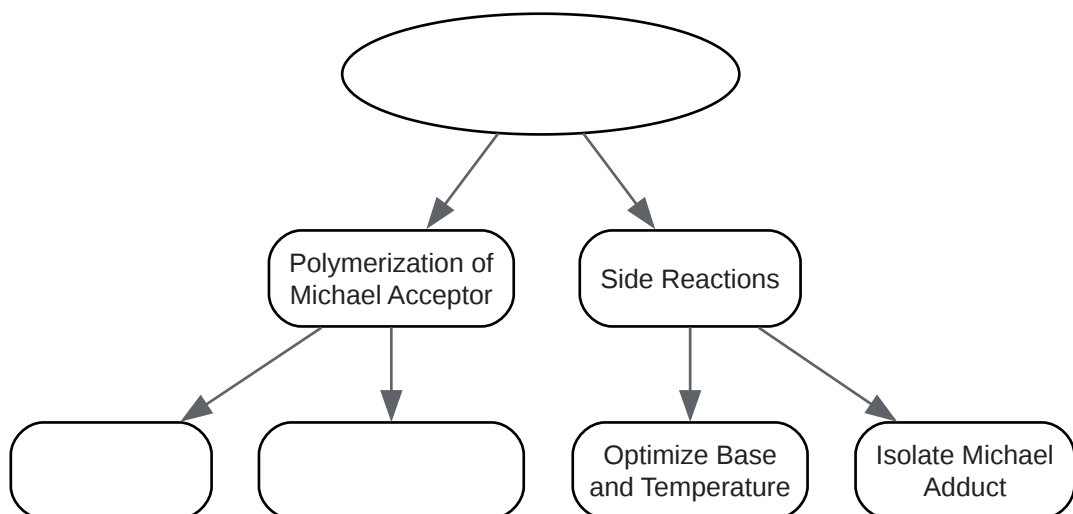 Polymerization of
Michael Acceptor
Side Reactions
Optimize Base
and Temperature
Isolate Michael
Adduct